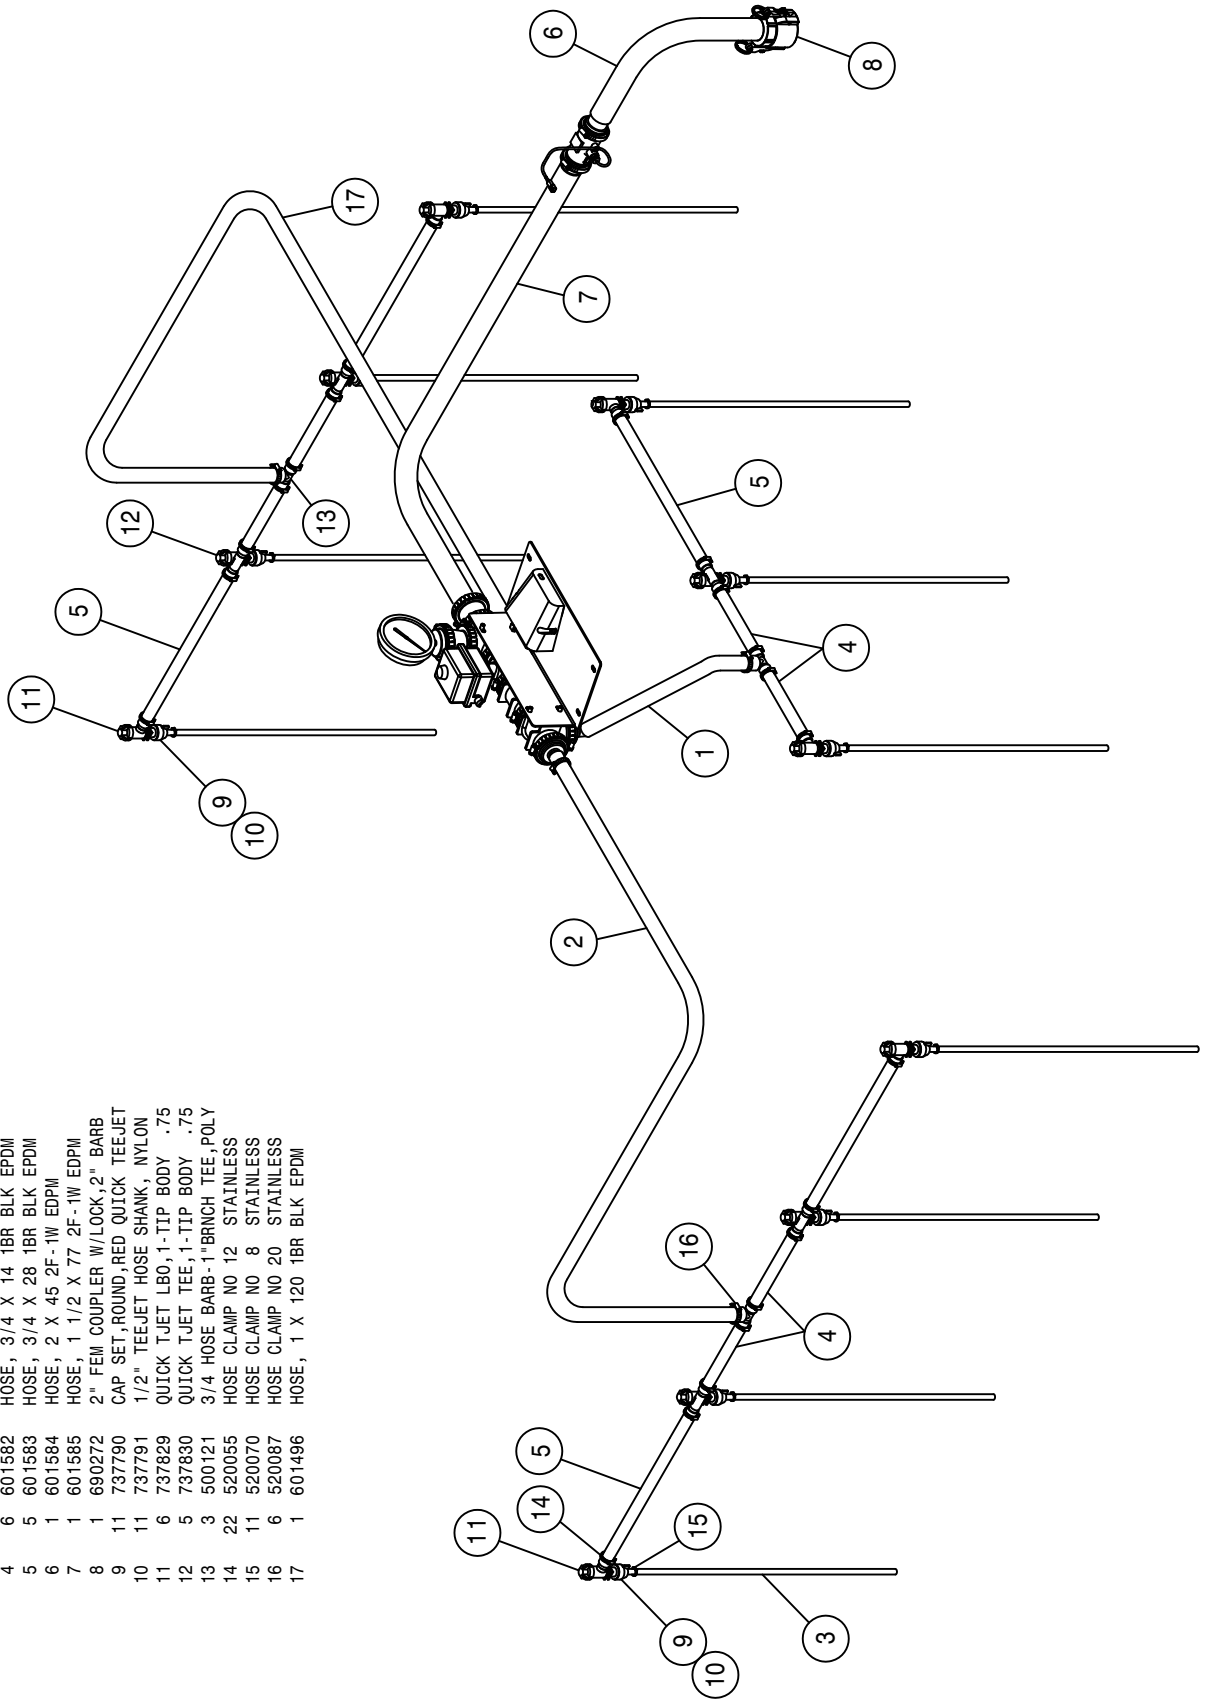 4 6 601582 HOSE, 3/4 X 14 1BR BLK EPDM
5 5 601583 HOSE, 3/4 X 28 1BR BLK EPDM
6 1 601584 HOSE, 2 X 45 2F-1W EDPM
7 1 601585 HOSE, 1 1/2 X 77 2F-1W EDPM
8 1 690272 2" FEM COUPLER W/LOCK,2" BARB
9 11 737790 CAP SET,ROUND,RED QUICK TEEJET
10 11 737791 1/2" TEEJET HOSE SHANK, NYLON
11 6 737829 QUICK TJET LBO,1-TIP BODY .75
12 5 737830 QUICK TJET TEE,1-TIP BODY .75
13 3 500121 3/4 HOSE BARB-1"BRNCH TEE,POLY
14 22 520055 HOSE CLAMP NO 12 STAINLESS
15 11 520070 HOSE CLAMP NO 8 STAINLESS
16 6 520087 HOSE CLAMP NO 20 STAINLESS
17 1 601496 HOSE, 1 X 120 1BR BLK EPDM
11
5
12
13
17
6
8
7
9
10
5
4
1
2
16
4
5
14
11
15
9
10
3